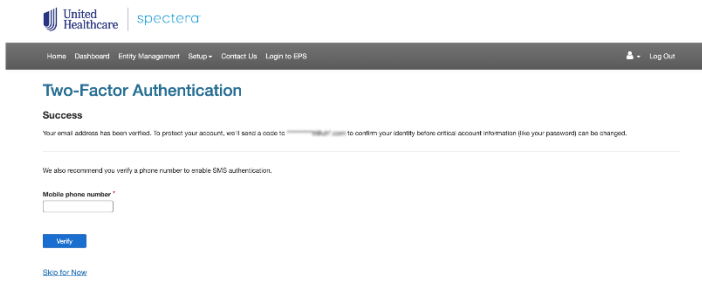 United
Healthcare
spectera
Home Dashboard Entity Management Setup Contact Us Login to EPS Log Out
Two-Factor Authentication
Success
Your email address has been verified. To protect your account, we'll send a code to to confirm your identity before critical account information (like your password) can be changed.
We also recommend you verify a phone number to enable SMS authentication.
Mobile phone number *
Verify
Skip for Now